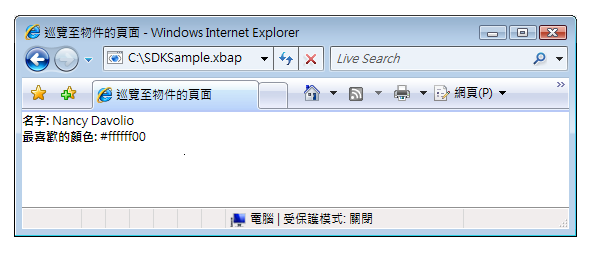 巡覽至物件的頁面 - Windows Internet Explorer
C:\SDKSample.xbap
Live Search
巡覽至物件的頁面
網頁(P)
»
名字: Nancy Davolio
最喜歡的顏色: #ffffff00
電腦 | 受保護模式: 關閉